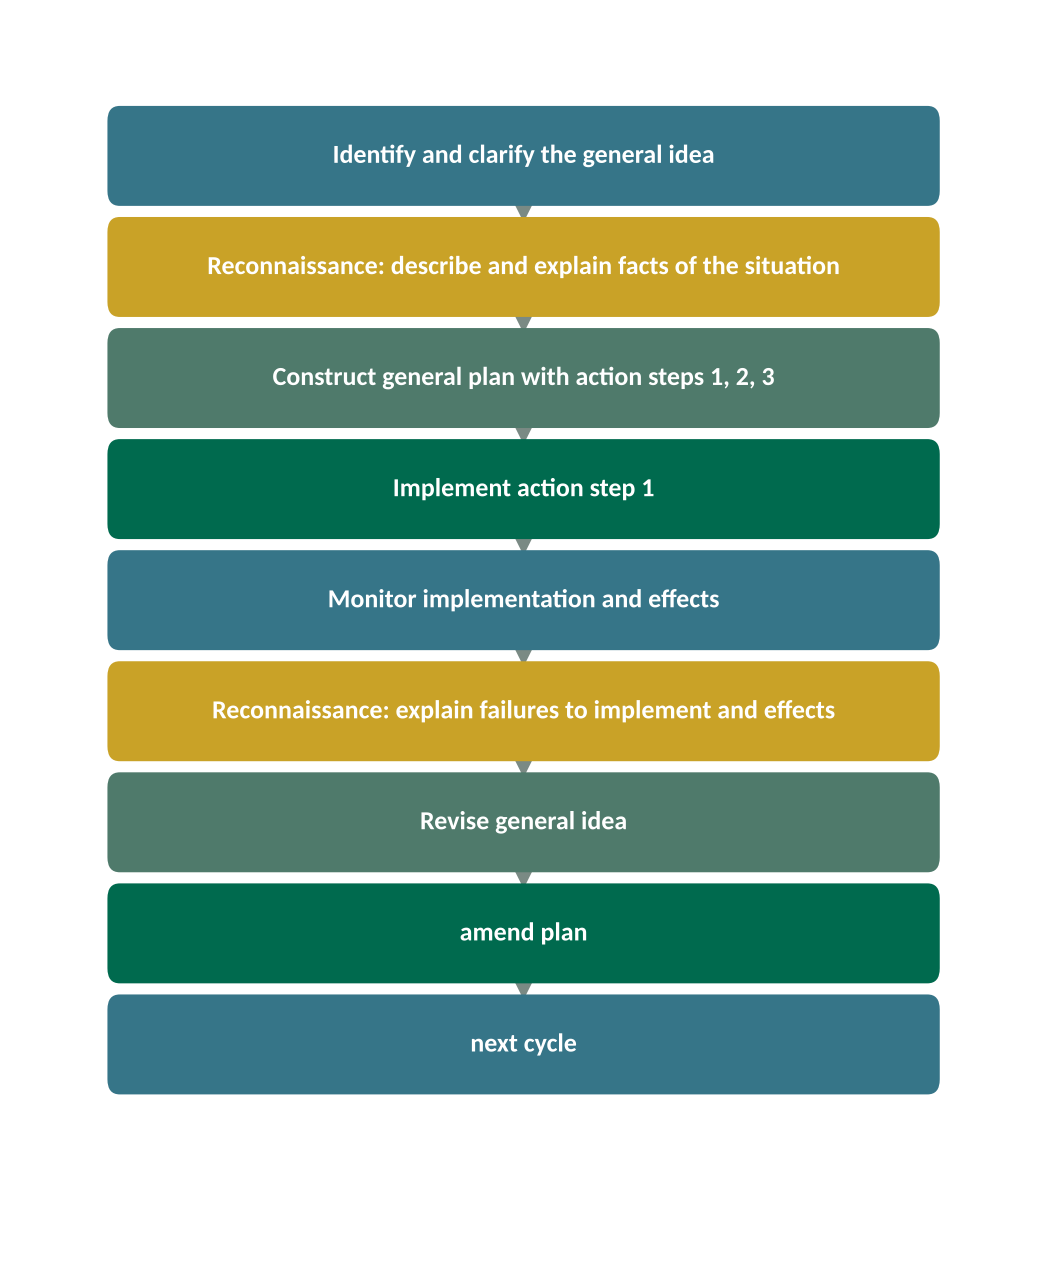 Identify and clarify the general idea
Reconnaissance: describe and explain facts of the situation
Construct general plan with action steps 1, 2, 3
Implement action step 1
Monitor implementation and effects
Reconnaissance: explain failures to implement and effects
Revise general idea
amend plan
next cycle